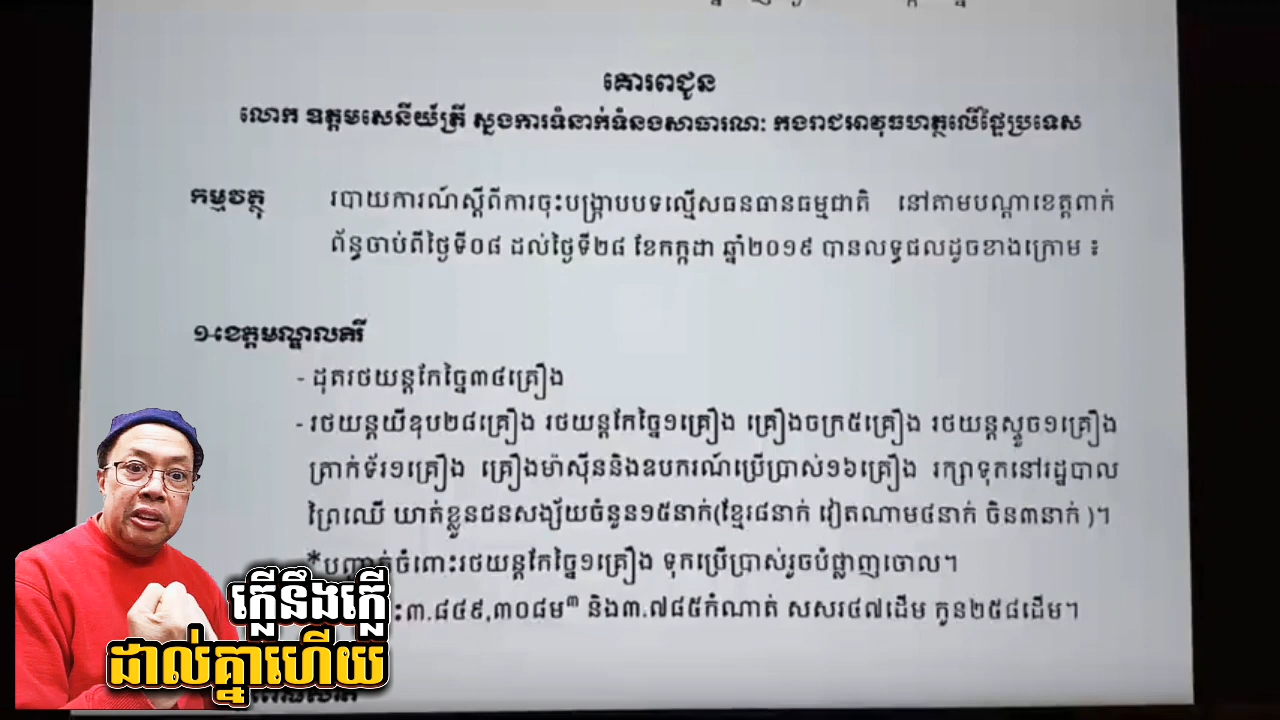 គោរពជូន
លោក ឧត្តមសេនីយ៍ត្រី ស្នងការទំនាក់ទំនងសាធារណៈ កងរាជអាវុធហត្ថលើផ្ទៃប្រទេស
កម្មវត្ថុ របាយការណ៍ស្តីពីការចុះបង្ក្រាបបទល្មើសធនធានធម្មជាតិ នៅតាមបណ្តាខេត្តពាក់
ព័ន្ធចាប់ពីថ្ងៃទី០៨ ដល់ថ្ងៃទី២៨ ខែកក្កដា ឆ្នាំ២០១៩ បានលទ្ធផលដូចខាងក្រោម ៖
១-ខេត្តមណ្ឌលគិរី
- ដុតរថយន្តកែច្នៃ៣៤គ្រឿង
- រថយន្តយីឌុប២៨គ្រឿង រថយន្តកែច្នៃ១គ្រឿង គ្រឿងចក្រ៥គ្រឿង រថយន្តស្ទូច១គ្រឿង
ត្រាក់ទ័រ១គ្រឿង គ្រឿងម៉ាស៊ីននិងឧបករណ៍ប្រើប្រាស់១៦គ្រឿង រក្សាទុកនៅរដ្ឋបាល
ព្រៃឈើ ឃាត់ខ្លួនជនសង្ស័យចំនួន១៥នាក់(ខ្មែរ៨នាក់ វៀតណាម៤នាក់ ចិន៣នាក់ )។
*បញ្ជាក់ចំពោះរថយន្តកែច្នៃ១គ្រឿង ទុកប្រើប្រាស់រួចបំផ្លាញចោល។
៣.៨៤៩,៣០៨ម៣ និង៣.៧៨៥កំណាត់ សសរ៤៧ដើម កូន២៥៨ដើម។
ក្លើនឹងក្លើ
ដាល់គ្នាហើយ